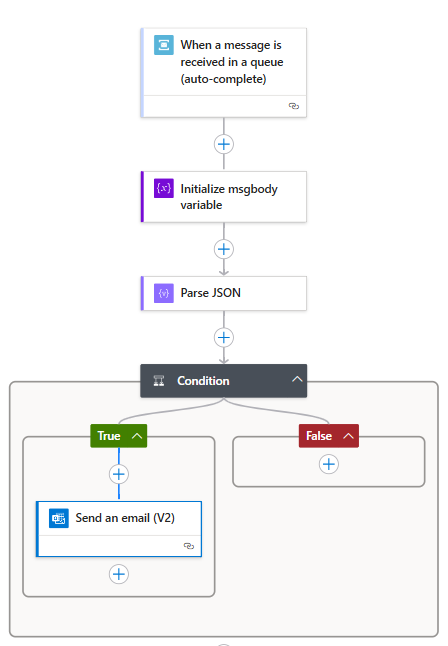 When a message is
received in a queue
(auto-complete)
Initialize msgbody
variable
Parse JSON
Condition
True
False
Send an email (V2)